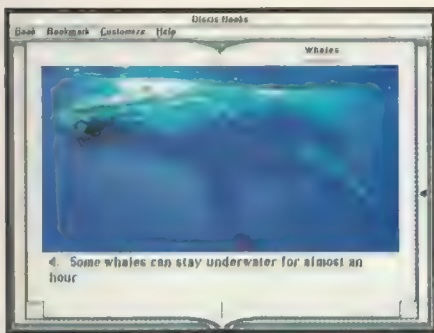 Discis Books
Book Bookmark Customize Help
Whales
4. Some whales can stay underwater for almost an
hour